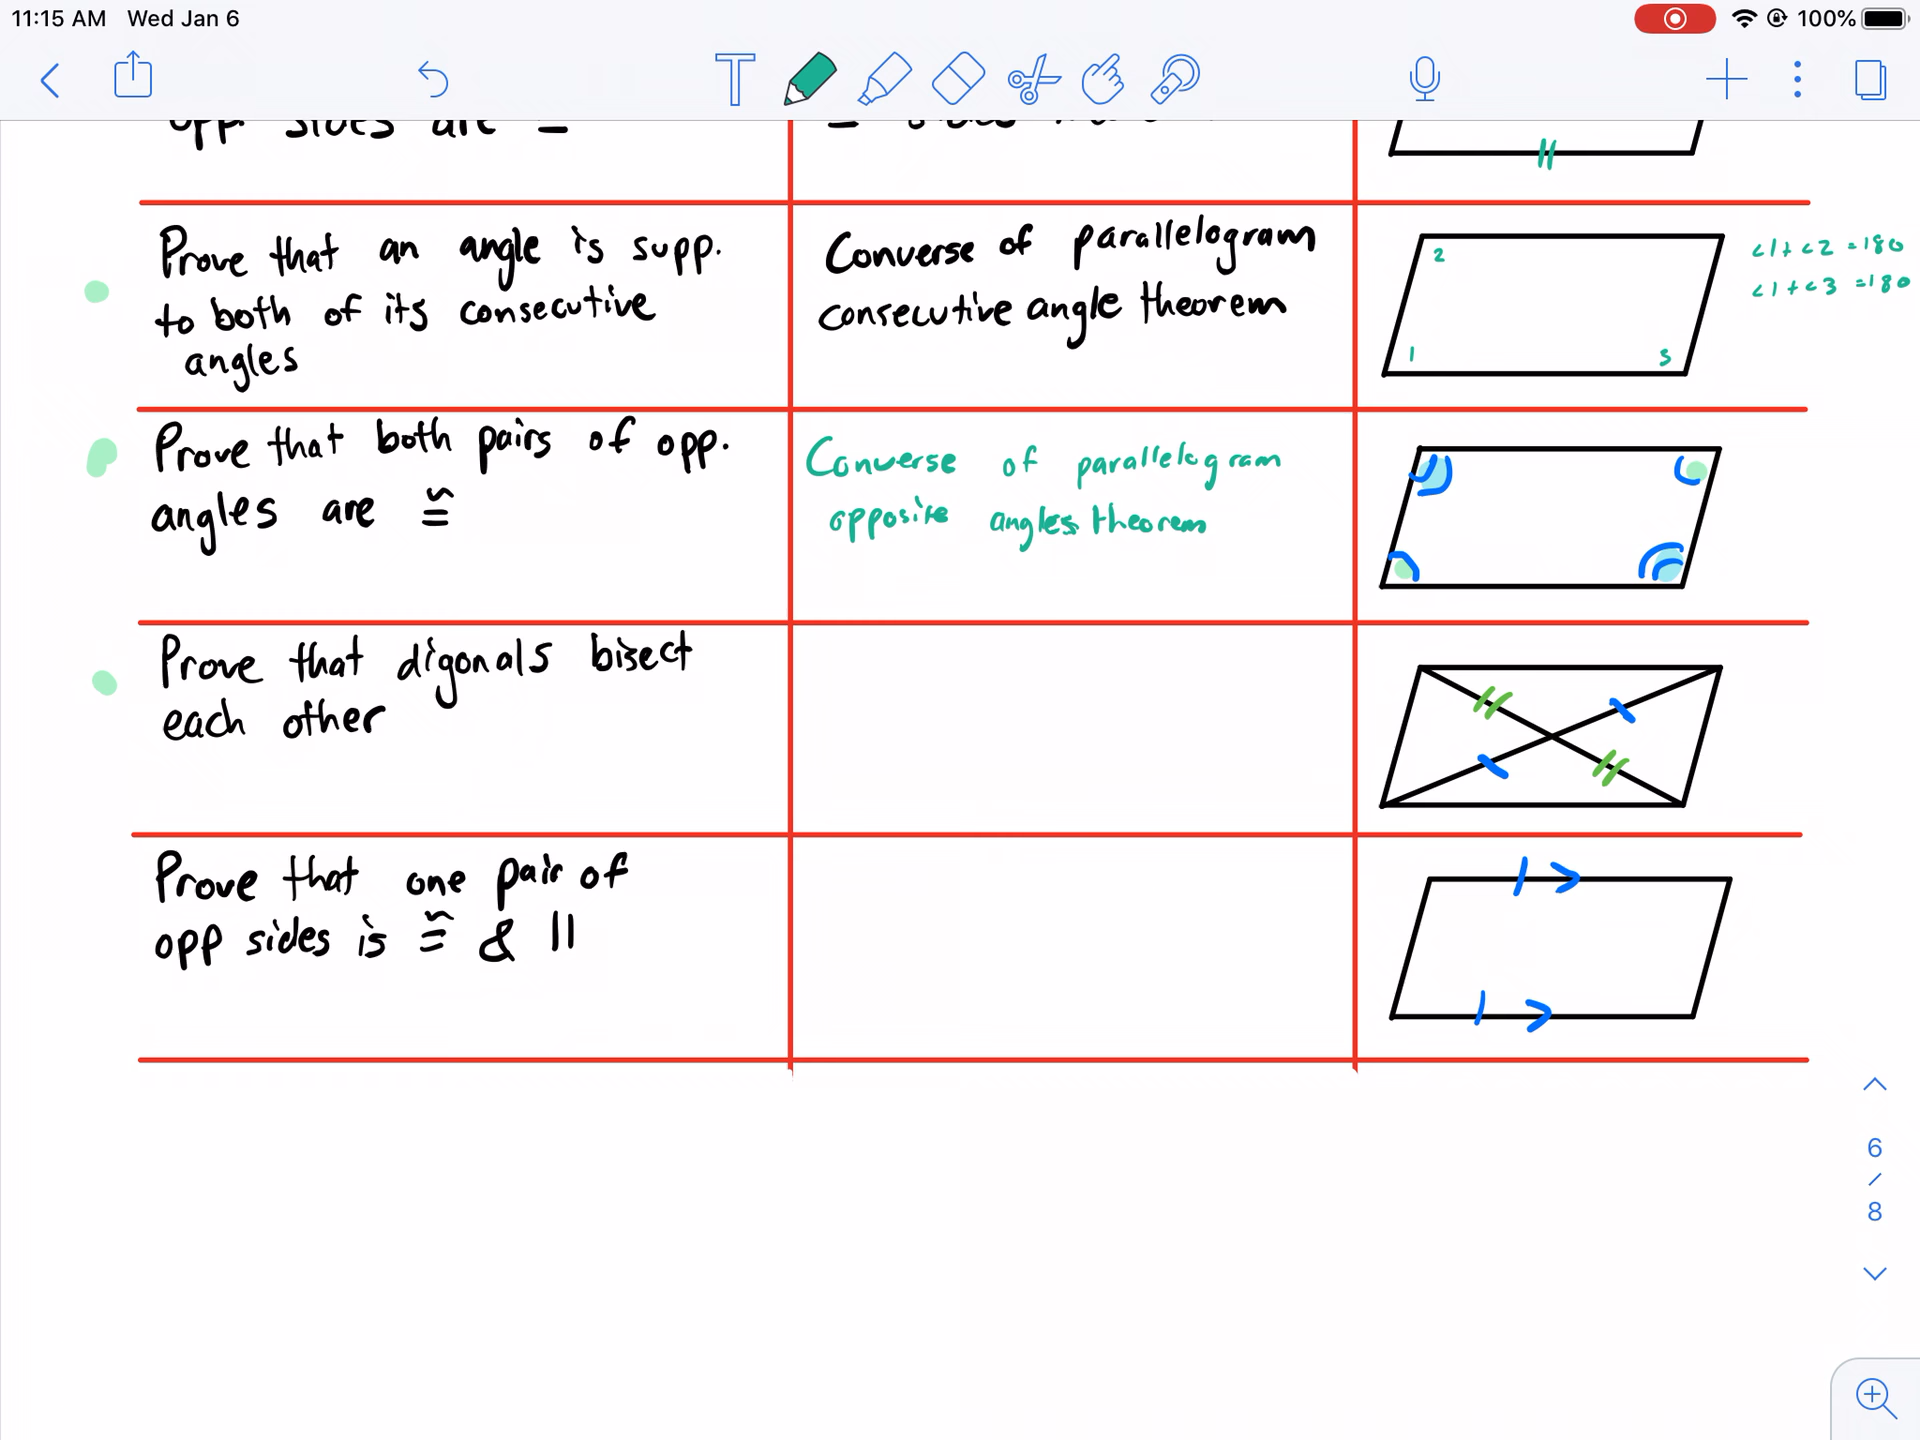 11:15 AM Wed Jan 6
100%
T
opp sides are ≅
Prove that an angle is supp.
to both of its consecutive
angles
Converse of parallelogram
consecutive angle theorem
2
1
3
<1+<2 =180
<1+<3 =180
Prove that both pairs of opp.
angles are ≅
Converse of parallelogram
opposite angles theorem
Prove that digonals bisect
each other
Prove that one pair of
opp sides is ≅ & ||
6
/
8